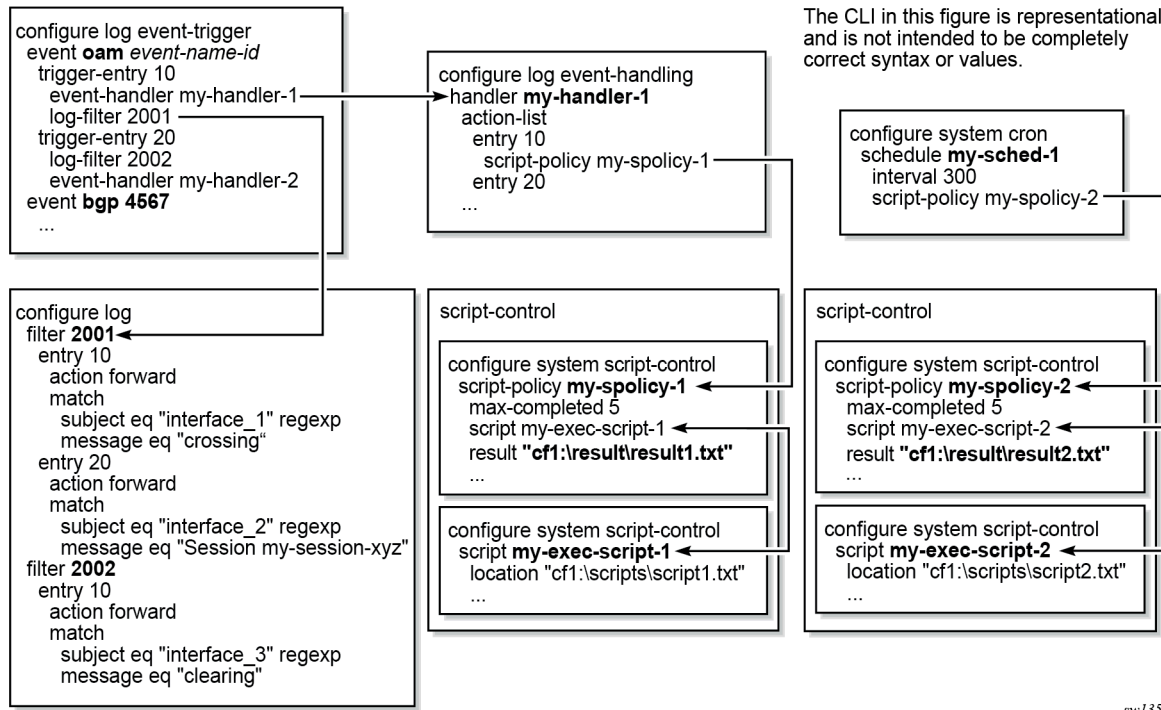 configure log event-trigger
event oam event-name-id
trigger-entry 10
event-handler my-handler-1
log-filter 2001
trigger-entry 20
log-filter 2002
event-handler my-handler-2
event bgp 4567
...
configure log event-handling
handler my-handler-1
action-list
entry 10
script-policy my-spolicy-1
entry 20
...
The CLI in this figure is representational
and is not intended to be completely
correct syntax or values.
configure system cron
schedule my-sched-1
interval 300
script-policy my-spolicy-2
configure log
filter 2001
entry 10
action forward
match
subject eq "interface_1" regexp
message eq "crossing“
entry 20
action forward
match
subject eq "interface_2" regexp
message eq "Session my-session-xyz"
filter 2002
entry 10
action forward
match
subject eq "interface_3" regexp
message eq "clearing"
script-control
configure system script-control
script-policy my-spolicy-1
max-completed 5
script my-exec-script-1
result "cf1:\result\result1.txt"
...
configure system script-control
script my-exec-script-1
location "cf1:\scripts\script1.txt"
...
script-control
configure system script-control
script-policy my-spolicy-2
max-completed 5
script my-exec-script-2
result "cf1:\result\result2.txt"
...
configure system script-control
script my-exec-script-2
location "cf1:\scripts\script2.txt"
...